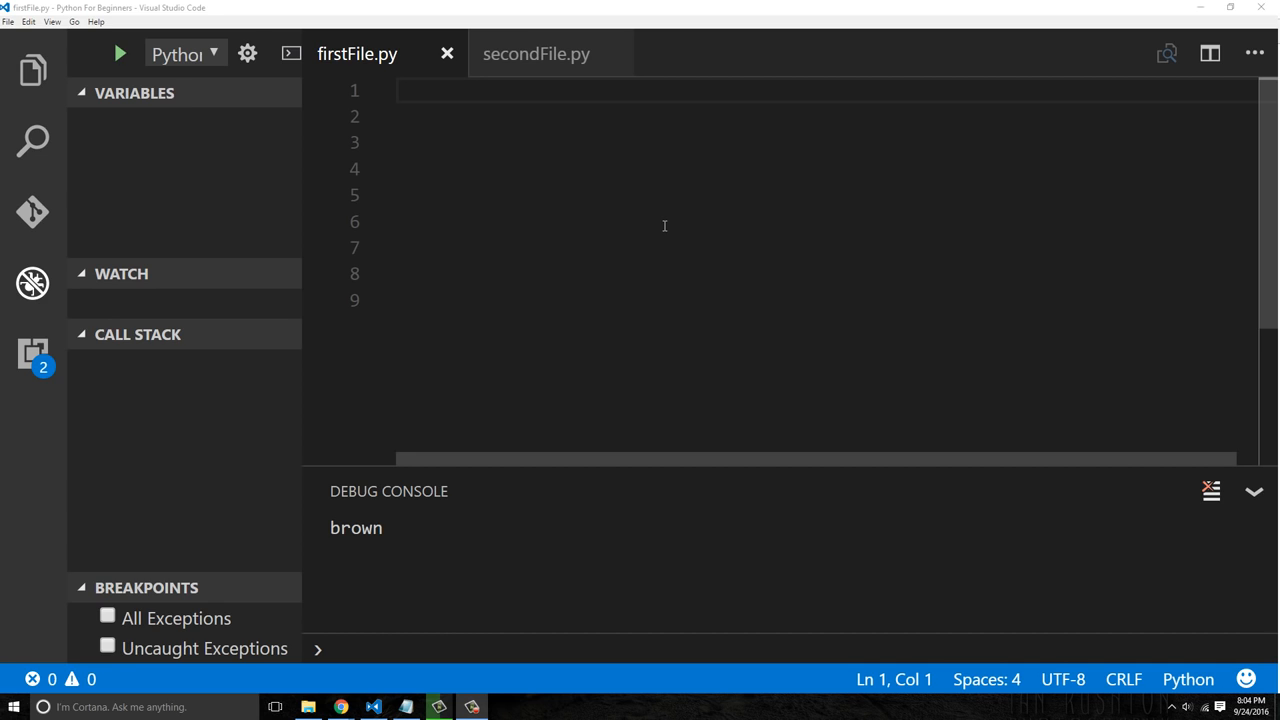 firstFile.py - Python For Beginners - Visual Studio Code
File Edit View Go Help
firstFile.py secondFile.py
VARIABLES
WATCH
CALL STACK
BREAKPOINTS
All Exceptions
Uncaught Exceptions
1
2
3
4
5
6
7
8
9
2
DEBUG CONSOLE
brown
0 0 Ln 1, Col 1 Spaces: 4 UTF-8 CRLF Python
I'm Cortana. Ask me anything.
8:04 PM
9/24/2016